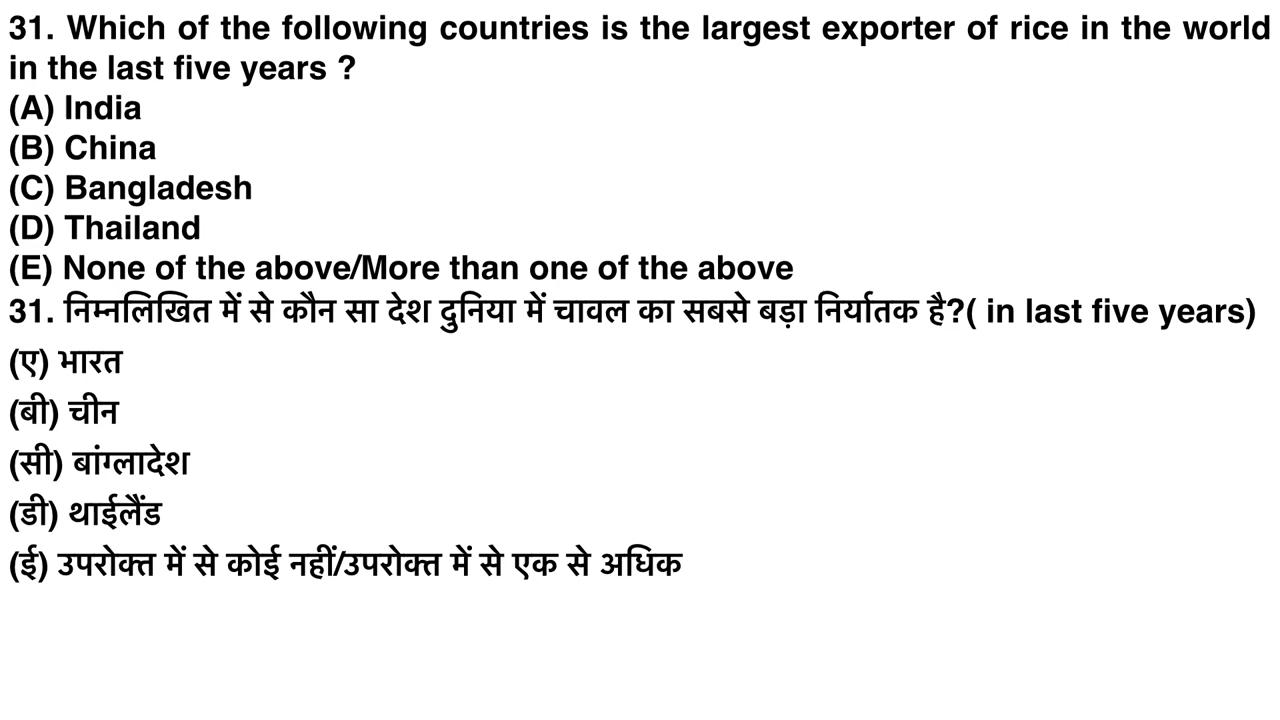 31. Which of the following countries is the largest exporter of rice in the world
in the last five years ?
(A) India
(B) China
(C) Bangladesh
(D) Thailand
(E) None of the above/More than one of the above
31. निम्नलिखित में से कौन सा देश दुनिया में चावल का सबसे बड़ा निर्यातक है?( in last five years)
(ए) भारत
(बी) चीन
(सी) बांग्लादेश
(डी) थाईलैंड
(ई) उपरोक्त में से कोई नहीं/उपरोक्त में से एक से अधिक